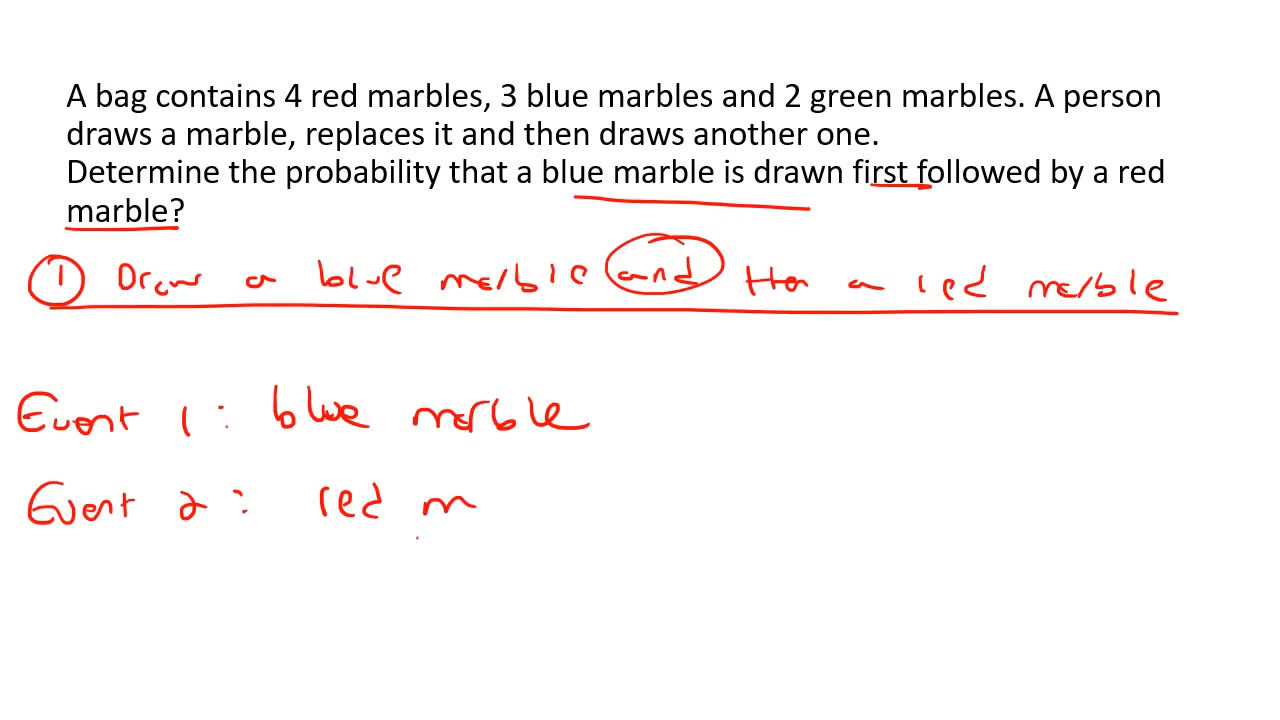 A bag contains 4 red marbles, 3 blue marbles and 2 green marbles. A person
draws a marble, replaces it and then draws another one.
Determine the probability that a blue marble is drawn first followed by a red
marble?
① Draw a blue marble and a red marble
Event 1: blue marble
Event 2: red m